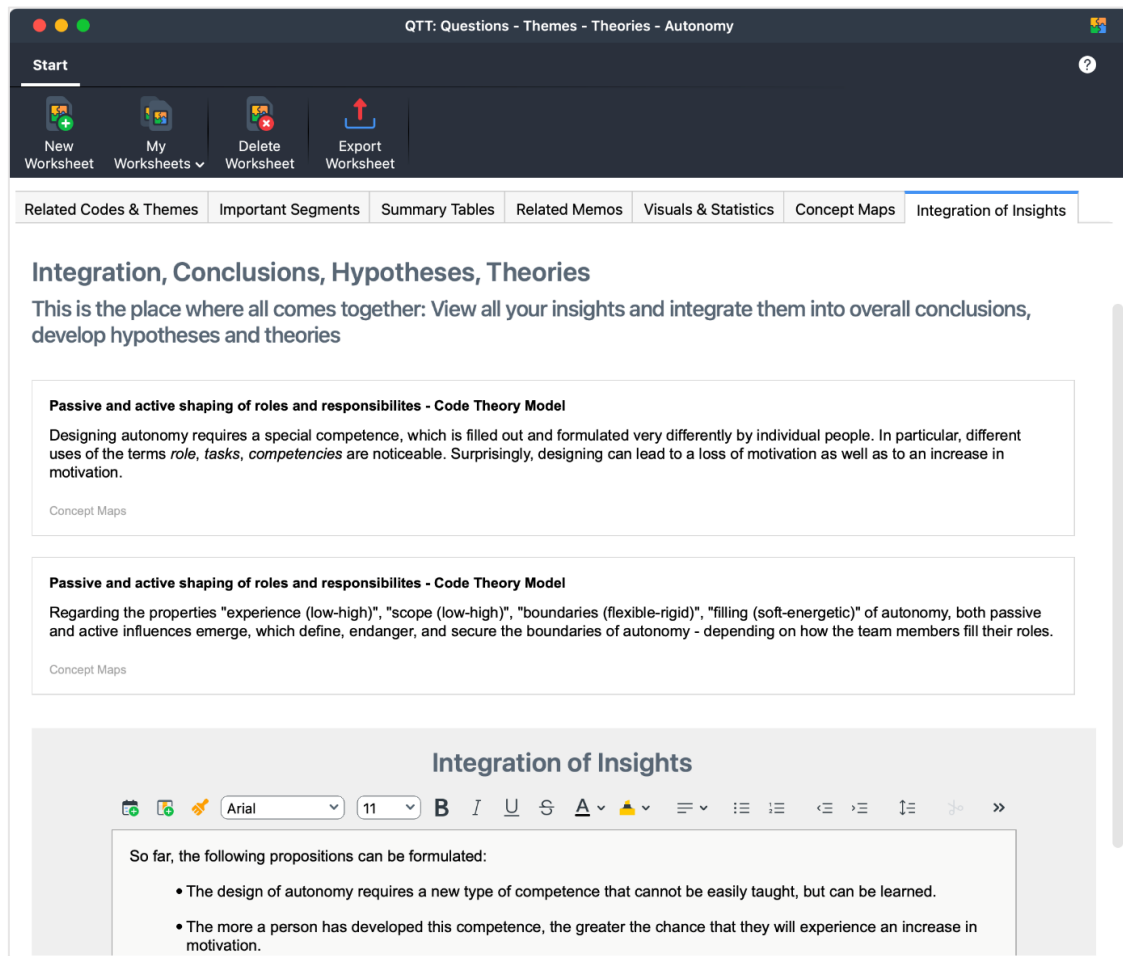 QTT: Questions - Themes - Theories - Autonomy
Start
?
New Worksheet
My Worksheets
Delete Worksheet
Export Worksheet
Related Codes & Themes
Important Segments
Summary Tables
Related Memos
Visuals & Statistics
Concept Maps
Integration of Insights
Integration, Conclusions, Hypotheses, Theories
This is the place where all comes together: View all your insights and integrate them into overall conclusions,
develop hypotheses and theories
Passive and active shaping of roles and responsibilites - Code Theory Model
Designing autonomy requires a special competence, which is filled out and formulated very differently by individual people. In particular, different
uses of the terms role, tasks, competencies are noticeable. Surprisingly, designing can lead to a loss of motivation as well as to an increase in
motivation.
Concept Maps
Passive and active shaping of roles and responsibilites - Code Theory Model
Regarding the properties "experience (low-high)", "scope (low-high)", "boundaries (flexible-rigid)", "filling (soft-energetic)" of autonomy, both passive
and active influences emerge, which define, endanger, and secure the boundaries of autonomy - depending on how the team members fill their roles.
Concept Maps
Integration of Insights
Arial 11 B I U S A
So far, the following propositions can be formulated:
• The design of autonomy requires a new type of competence that cannot be easily taught, but can be learned.
• The more a person has developed this competence, the greater the chance that they will experience an increase in
motivation.